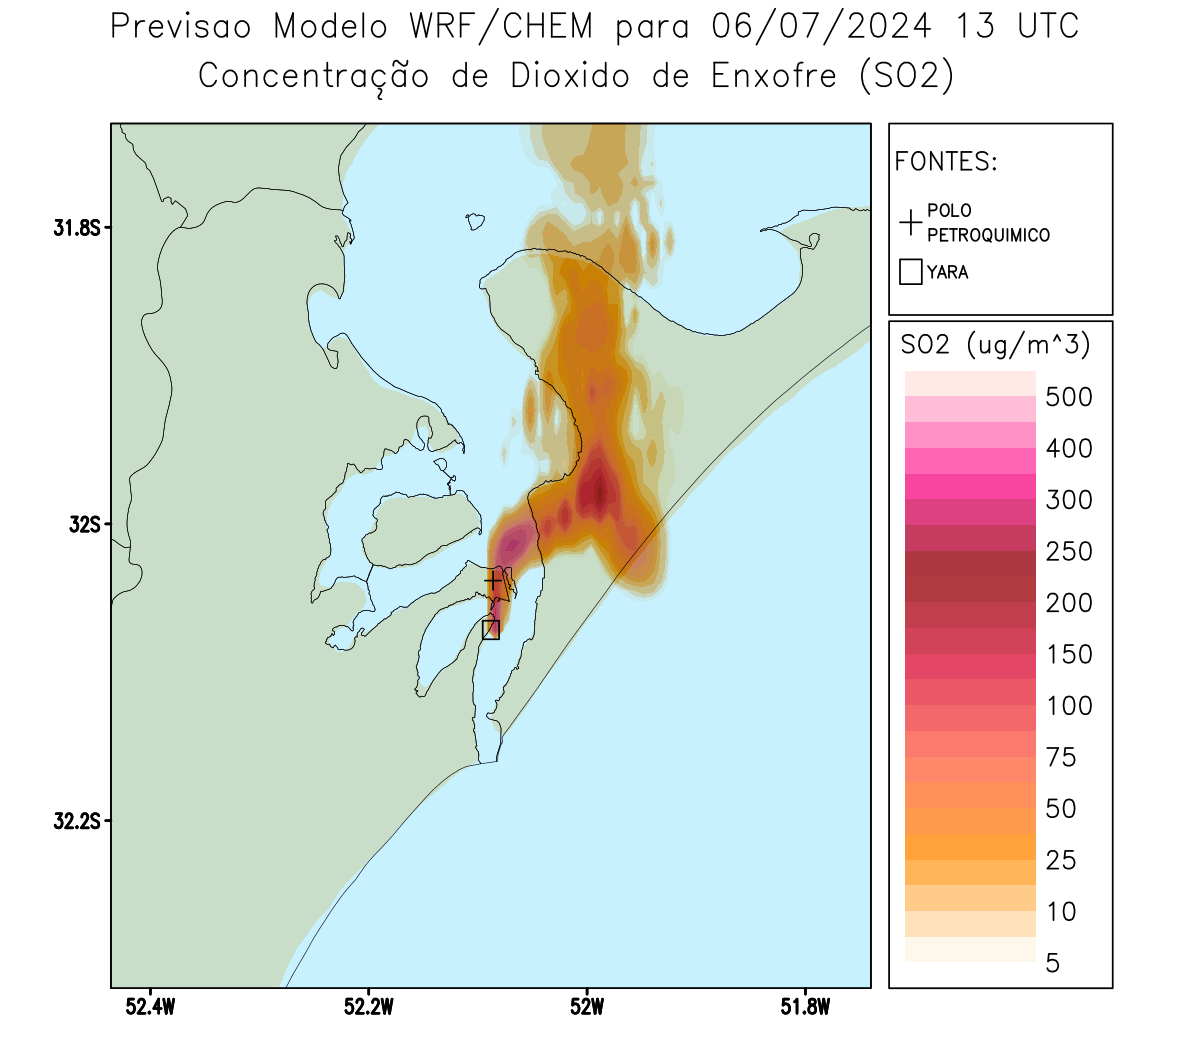 Previsao Modelo WRF/CHEM para 06/07/2024 13 UTC
Concentração de Dioxido de Enxofre (SO2)
FONTES:
POLO
PETROQUIMICO
YARA
SO2 (ug/m^3)
500
400
300
250
200
150
100
75
50
25
10
5
31.8S
32S
32.2S
52.4W
52.2W
52W
51.8W